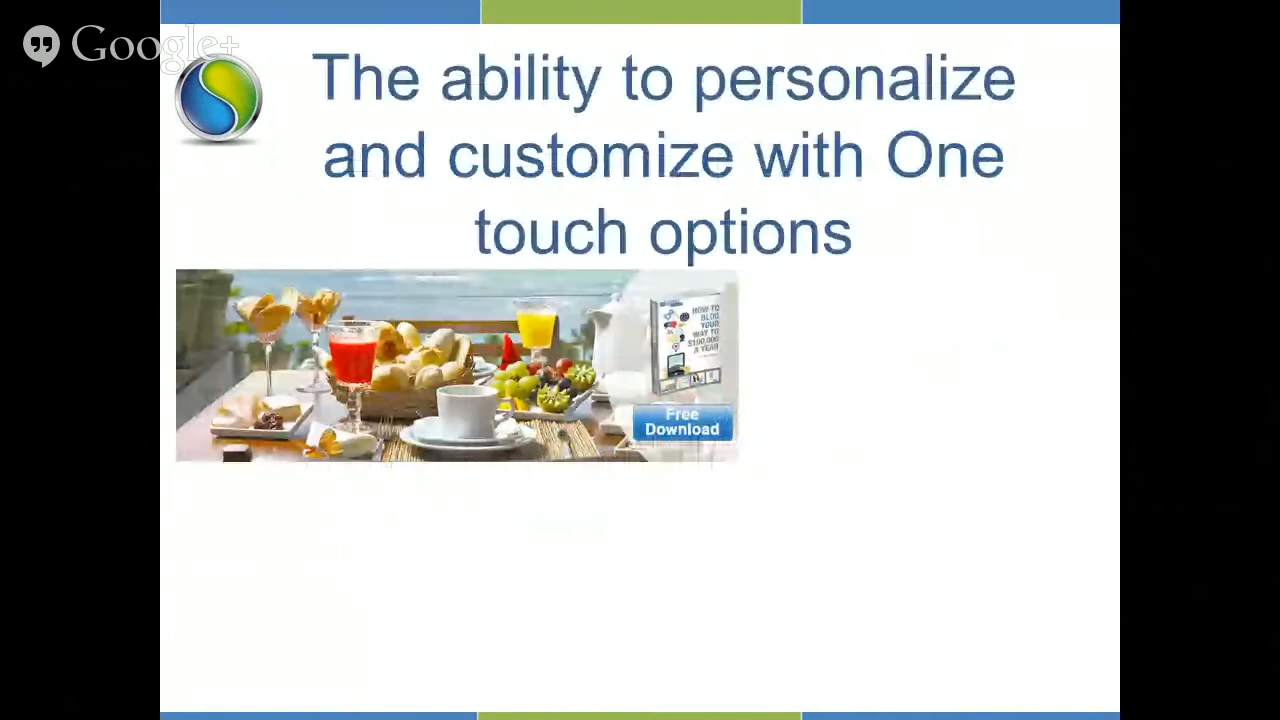 Google+
The ability to personalize
and customize with One
touch options
HOW TO
BLOG
YOUR
WAY TO
$100,000
A YEAR
Free
Download